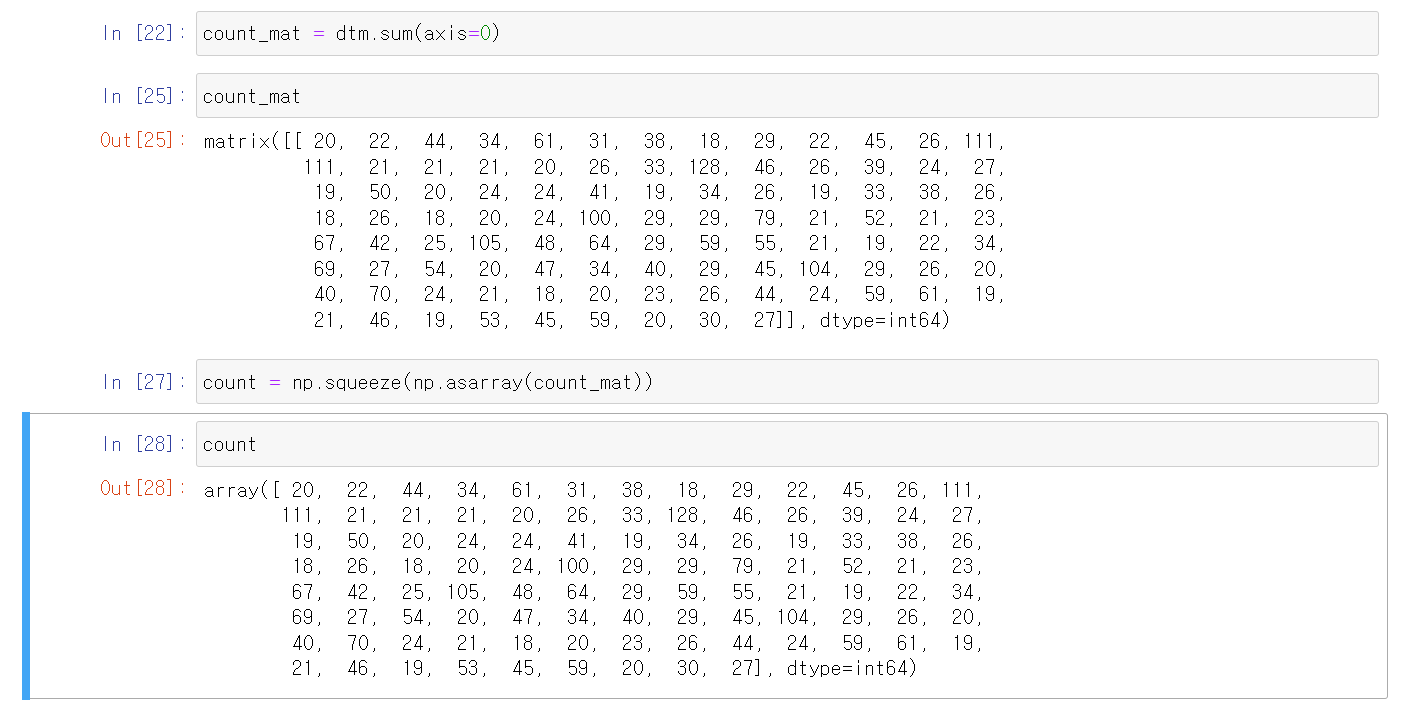 In [22]: count_mat = dtm.sum(axis=0)
In [25]: count_mat
Out[25]: matrix([[ 20, 22, 44, 34, 61, 31, 38, 18, 29, 22, 45, 26, 111,
111, 21, 21, 21, 20, 26, 33, 128, 46, 26, 39, 24, 27,
19, 50, 20, 24, 24, 41, 19, 34, 26, 19, 33, 38, 26,
18, 26, 18, 20, 24, 100, 29, 29, 79, 21, 52, 21, 23,
67, 42, 25, 105, 48, 64, 29, 59, 55, 21, 19, 22, 34,
69, 27, 54, 20, 47, 34, 40, 29, 45, 104, 29, 26, 20,
40, 70, 24, 21, 18, 20, 23, 26, 44, 24, 59, 61, 19,
21, 46, 19, 53, 45, 59, 20, 30, 27]], dtype=int64)
In [27]: count = np.squeeze(np.asarray(count_mat))
In [28]: count
Out[28]: array([ 20, 22, 44, 34, 61, 31, 38, 18, 29, 22, 45, 26, 111,
111, 21, 21, 21, 20, 26, 33, 128, 46, 26, 39, 24, 27,
19, 50, 20, 24, 24, 41, 19, 34, 26, 19, 33, 38, 26,
18, 26, 18, 20, 24, 100, 29, 29, 79, 21, 52, 21, 23,
67, 42, 25, 105, 48, 64, 29, 59, 55, 21, 19, 22, 34,
69, 27, 54, 20, 47, 34, 40, 29, 45, 104, 29, 26, 20,
40, 70, 24, 21, 18, 20, 23, 26, 44, 24, 59, 61, 19,
21, 46, 19, 53, 45, 59, 20, 30, 27], dtype=int64)